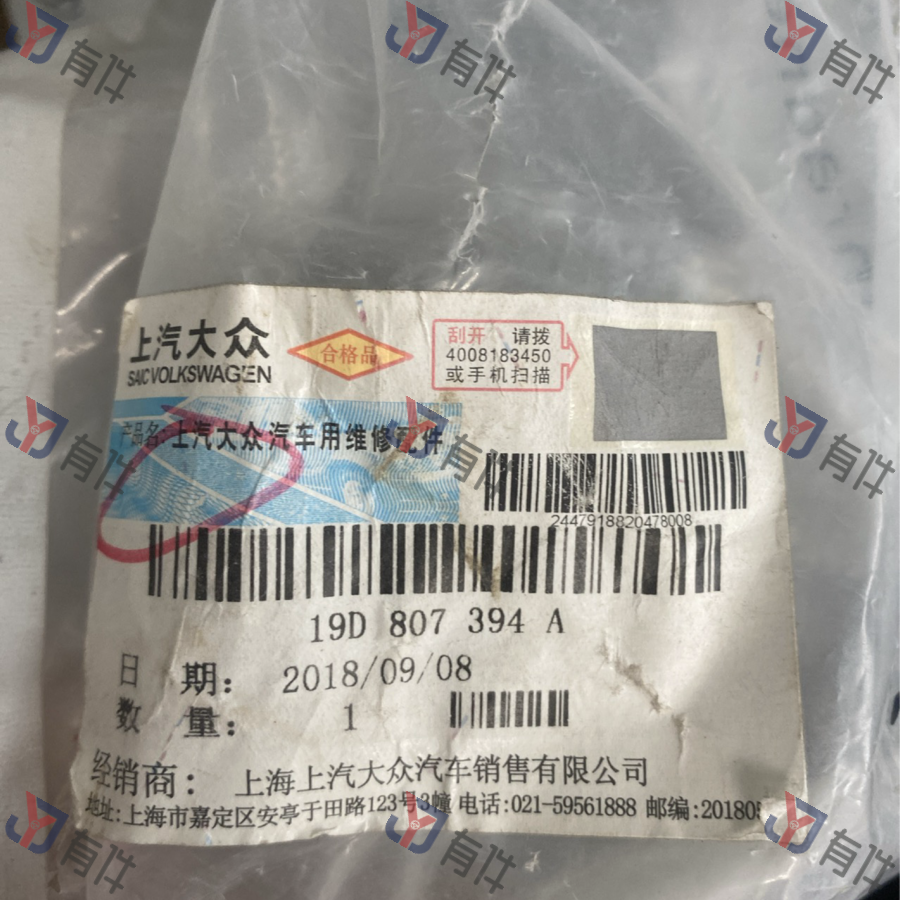 上汽大众
SAIC VOLKSWAGEN
合格品
刮开 请拨
4008183450
或手机扫描
产品名:上汽大众汽车用维修配件
2447918820478008
19D 807 394 A
日 期: 2018/09/08
数 量: 1
经销商: 上海上汽大众汽车销售有限公司
地址:上海市嘉定区安亭于田路123号3幢 电话:021-59561888 邮编:201805
有件
有件
有件
有件
有件
有件
有件
有件
有件